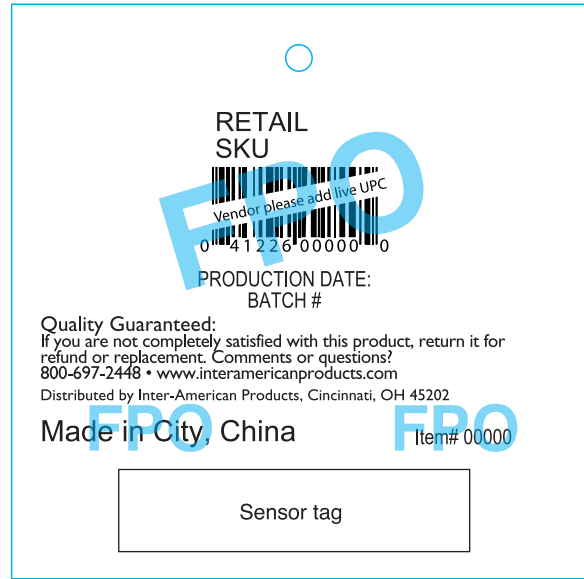 RETAIL
SKU
FPO
Vendor please add live UPC
0 41226 00000 0
PRODUCTION DATE:
BATCH #
Quality Guaranteed:
If you are not completely satisfied with this product, return it for
refund or replacement. Comments or questions?
800-697-2448 • www.interamericanproducts.com
Distributed by Inter-American Products, Cincinnati, OH 45202
FPO FPO
Made in City, China Item# 00000
Sensor tag